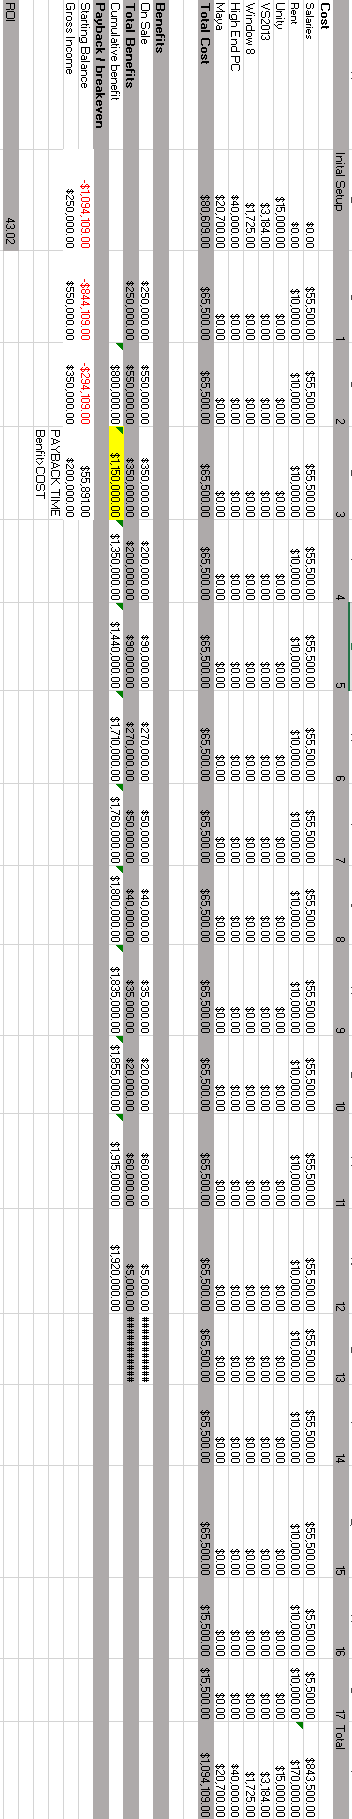 Inital Setup 1 2 3 4 5 6 7 8 9 10 11 12 13 14 15 16 17 Total
Cost
Salaries $0.00 $55,500.00 $55,500.00 $55,500.00 $55,500.00 $55,500.00 $55,500.00 $55,500.00 $55,500.00 $55,500.00 $55,500.00 $55,500.00 $55,500.00 $55,500.00 $55,500.00 $55,500.00 $5,500.00 $5,500.00 $843,500.00
Rent $0.00 $10,000.00 $10,000.00 $10,000.00 $10,000.00 $10,000.00 $10,000.00 $10,000.00 $10,000.00 $10,000.00 $10,000.00 $10,000.00 $10,000.00 $10,000.00 $10,000.00 $10,000.00 $10,000.00 $10,000.00 $170,000.00
Unity $15,000.00 $0.00 $0.00 $0.00 $0.00 $0.00 $0.00 $0.00 $0.00 $0.00 $0.00 $0.00 $0.00 $0.00 $0.00 $0.00 $0.00 $0.00 $15,000.00
VS2013 $3,184.00 $0.00 $0.00 $0.00 $0.00 $0.00 $0.00 $0.00 $0.00 $0.00 $0.00 $0.00 $0.00 $0.00 $0.00 $0.00 $0.00 $0.00 $3,184.00
Window 8 $1,725.00 $0.00 $0.00 $0.00 $0.00 $0.00 $0.00 $0.00 $0.00 $0.00 $0.00 $0.00 $0.00 $0.00 $0.00 $0.00 $0.00 $0.00 $1,725.00
High End PC $40,000.00 $0.00 $0.00 $0.00 $0.00 $0.00 $0.00 $0.00 $0.00 $0.00 $0.00 $0.00 $0.00 $0.00 $0.00 $0.00 $0.00 $0.00 $40,000.00
Maya $20,700.00 $0.00 $0.00 $0.00 $0.00 $0.00 $0.00 $0.00 $0.00 $0.00 $0.00 $0.00 $0.00 $0.00 $0.00 $0.00 $0.00 $0.00 $20,700.00
Total Cost $80,609.00 $65,500.00 $65,500.00 $65,500.00 $65,500.00 $65,500.00 $65,500.00 $65,500.00 $65,500.00 $65,500.00 $65,500.00 $65,500.00 $65,500.00 $65,500.00 $65,500.00 $65,500.00 $15,500.00 $15,500.00 $1,094,109.00
Benefits
On Sale $250,000.00 $550,000.00 $350,000.00 $200,000.00 $90,000.00 $270,000.00 $50,000.00 $40,000.00 $35,000.00 $20,000.00 $60,000.00 $5,000.00 ###########
Total Benefits $250,000.00 $550,000.00 $350,000.00 $200,000.00 $90,000.00 $270,000.00 $50,000.00 $40,000.00 $35,000.00 $20,000.00 $60,000.00 $5,000.00 ###########
Cumulative benefit $800,000.00 $1,150,000.00 $1,350,000.00 $1,440,000.00 $1,710,000.00 $1,760,000.00 $1,800,000.00 $1,835,000.00 $1,855,000.00 $1,915,000.00 $1,920,000.00
Payback / breakeven
Starting Balance -$1,094,109.00 -$844,109.00 -$294,109.00 $55,891.00
Gross Income $250,000.00 $550,000.00 $350,000.00 $200,000.00
PAYBACK TIME
Benfit>COST
ROI 43.02